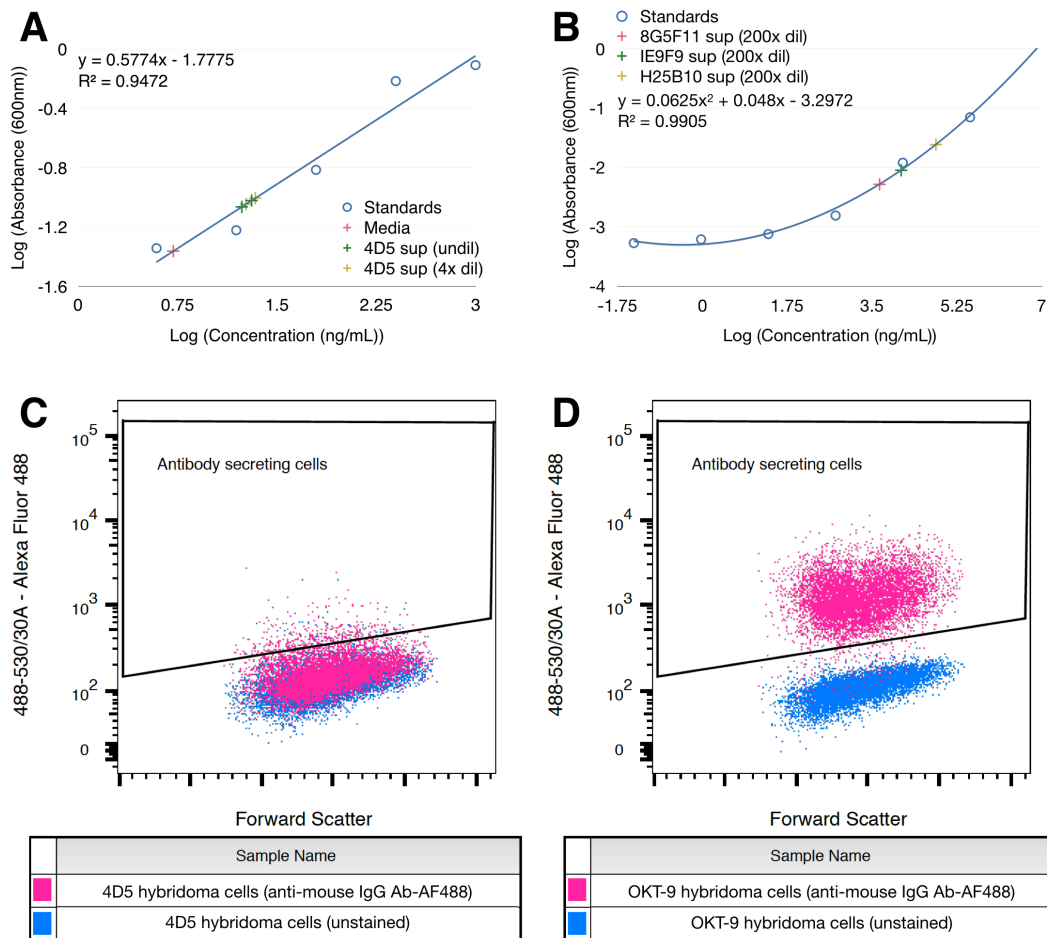 A
y = 0.5774x - 1.7775
R² = 0.9472
Log (Absorbance (600nm))
0
-0.4
-0.8
-1.2
-1.6
0
0.75
1.5
2.25
3
Log (Concentration (ng/mL))
Standards
Media
4D5 sup (undil)
4D5 sup (4x dil)
B
Standards
8G5F11 sup (200x dil)
IE9F9 sup (200x dil)
H25B10 sup (200x dil)
y = 0.0625x² + 0.048x - 3.2972
R² = 0.9905
Log (Absorbance (600nm)
0
-1
-2
-3
-4
-1.75
0
1.75
3.5
5.25
7
Log (Concentration (ng/mL))
C
488-530/30A - Alexa Fluor 488
10⁵
10⁴
10³
10²
0
Antibody secreting cells
Forward Scatter
Sample Name
4D5 hybridoma cells (anti-mouse IgG Ab-AF488)
4D5 hybridoma cells (unstained)
D
488-530/30A - Alexa Fluor 488
10⁵
10⁴
10³
10²
0
Antibody secreting cells
Forward Scatter
Sample Name
OKT-9 hybridoma cells (anti-mouse IgG Ab-AF488)
OKT-9 hybridoma cells (unstained)